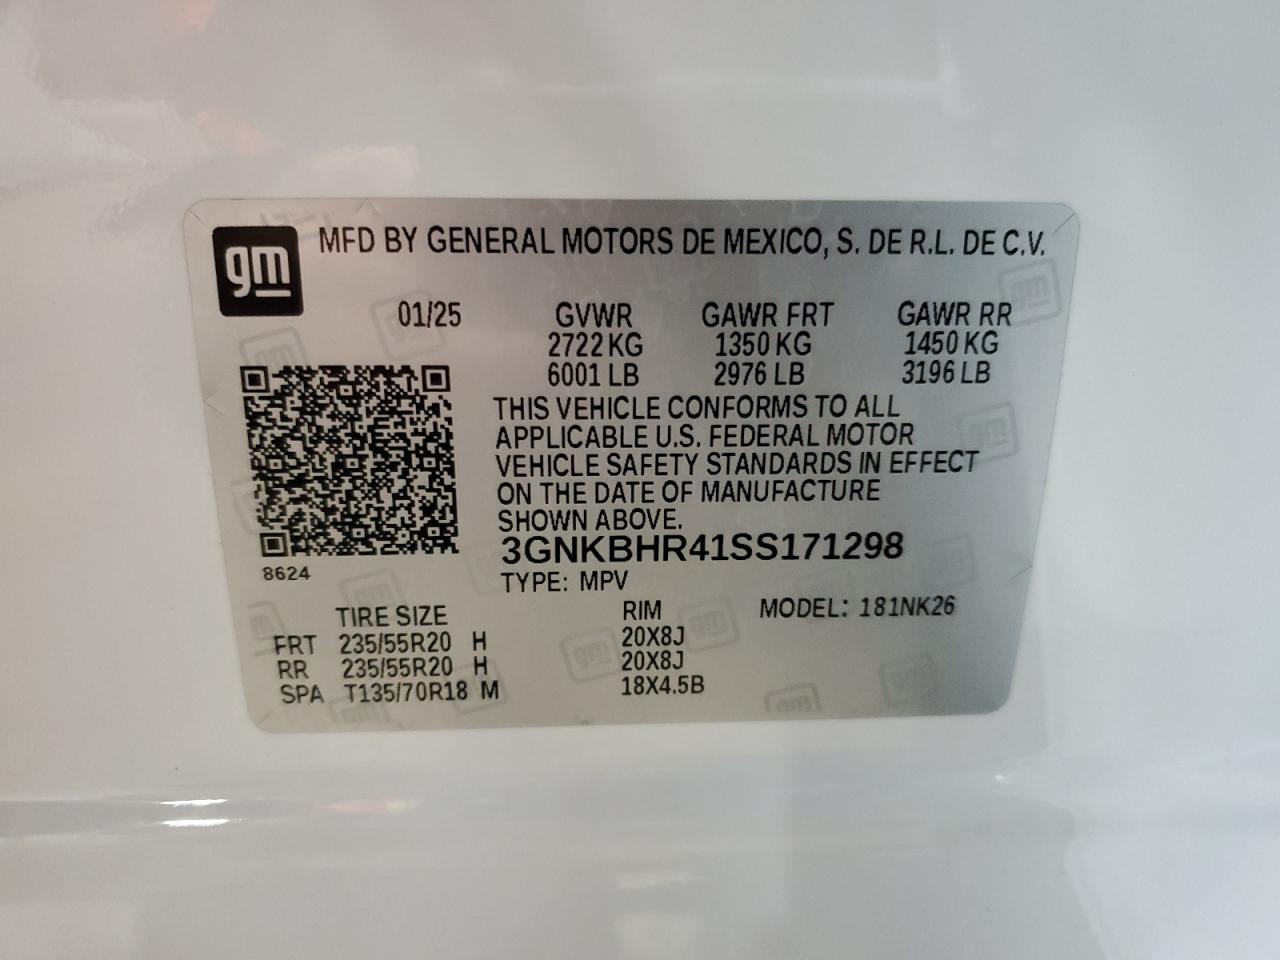 gm MFD BY GENERAL MOTORS DE MEXICO, S. DE R.L. DE C.V.
01/25 GVWR GAWR FRT GAWR RR
2722 KG 1350 KG 1450 KG
6001 LB 2976 LB 3196 LB
THIS VEHICLE CONFORMS TO ALL
APPLICABLE U.S. FEDERAL MOTOR
VEHICLE SAFETY STANDARDS IN EFFECT
ON THE DATE OF MANUFACTURE
SHOWN ABOVE.
3GNKBHR41SS171298
8624
TYPE: MPV
TIRE SIZE RIM MODEL: 181NK26
FRT 235/55R20 H 20X8J
RR 235/55R20 H 20X8J
SPA T135/70R18 M 18X4.5B